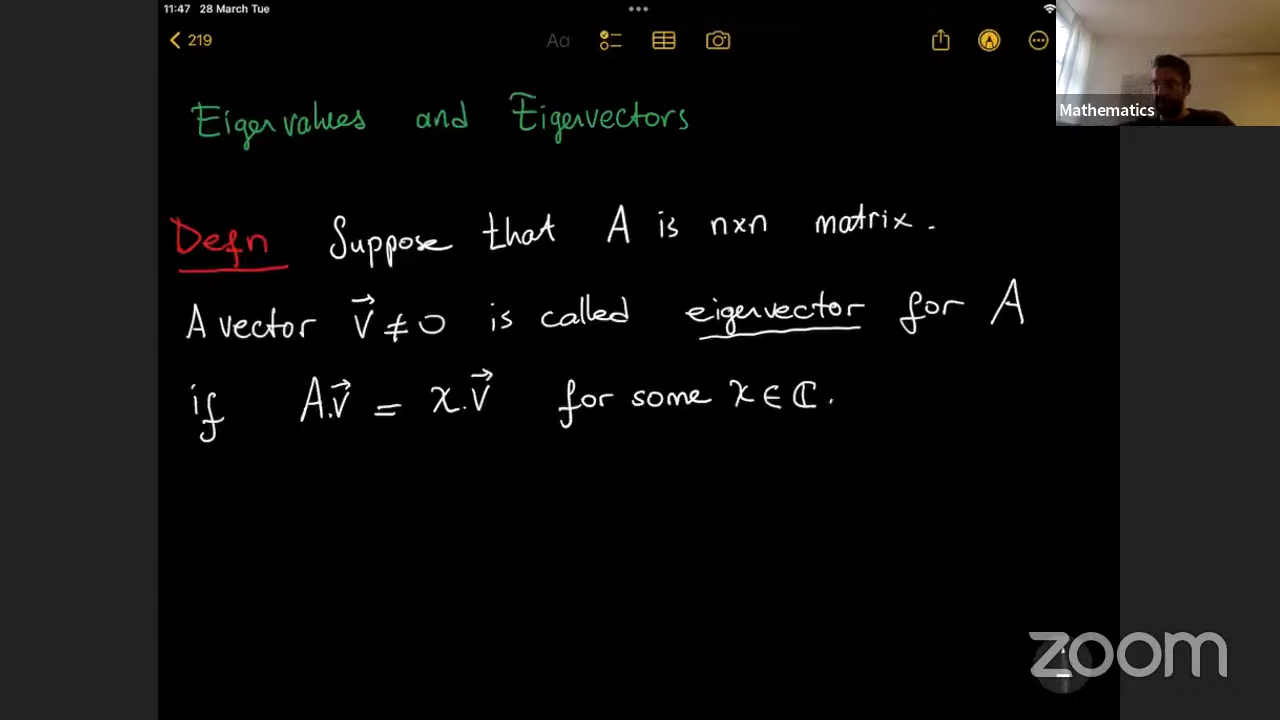 11:47 28 March Tue
219
Aa
Mathematics
Eigenvalues and Eigenvectors
Defn Suppose that A is n×n matrix.
A vector v⃗ ≠ 0 is called eigenvector for A
if A.v⃗ = λ.v⃗ for some λ ∈ ℂ.
zoom